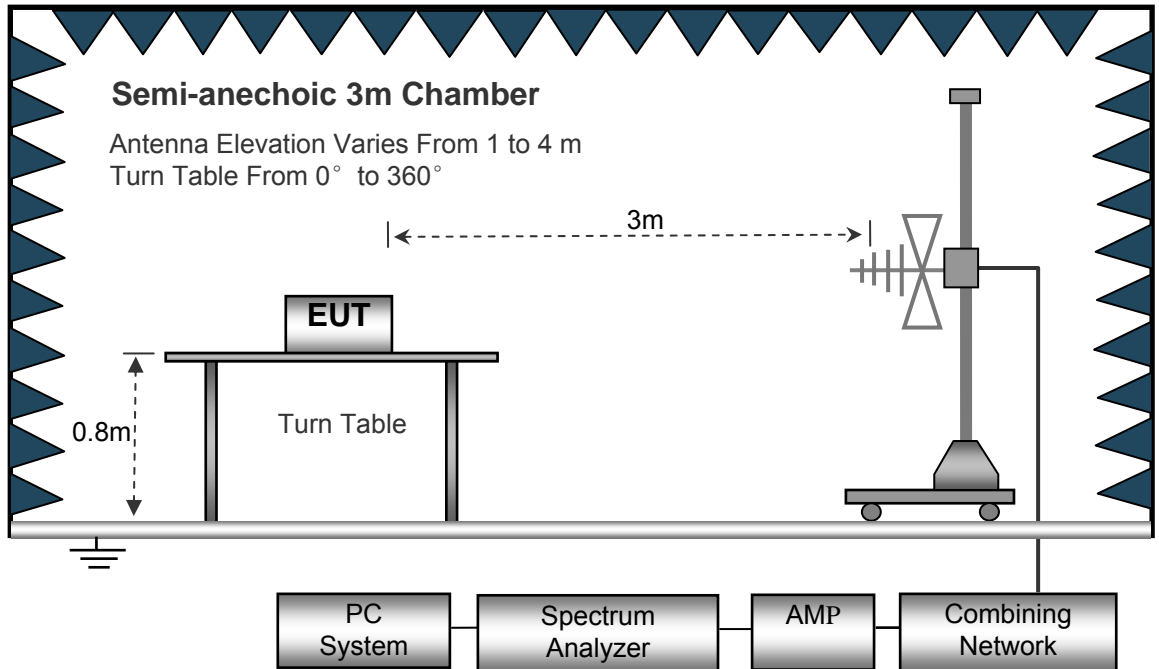 Semi-anechoic 3m Chamber
Antenna Elevation Varies From 1 to 4 m
Turn Table From 0° to 360°
3m
EUT
0.8m
Turn Table
PC
System
Spectrum
Analyzer
AMP
Combining
Network